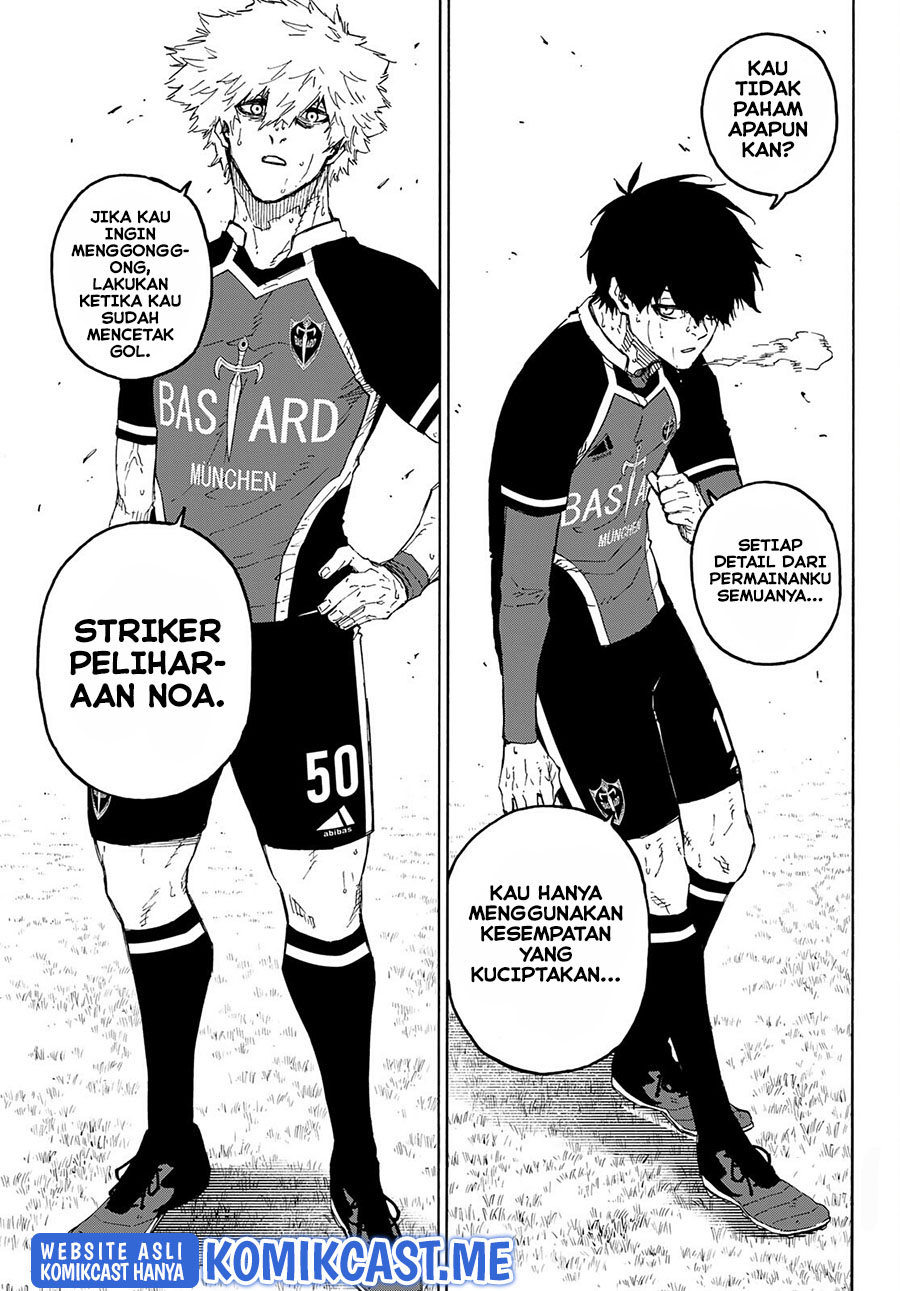 KAU
TIDAK
PAHAM
APAPUN
KAN?
SETIAP
DETAIL DARI
PERMAINANKU
SEMUANYA...
KAU HANYA
MENGGUNAKAN
KESEMPATAN
YANG
KUCIPTAKAN...
BASTARD
MÜNCHEN
JIKA KAU
INGIN
MENGGONGG-
ONG,
LAKUKAN
KETIKA KAU
SUDAH
MENCETAK
GOL.
STRIKER
PELIHAR-
AAN NOA.
BASTARD
MÜNCHEN
50
abibas
WEBSITE ASLI
KOMIKCAST HANYA
KOMIKCAST.ME